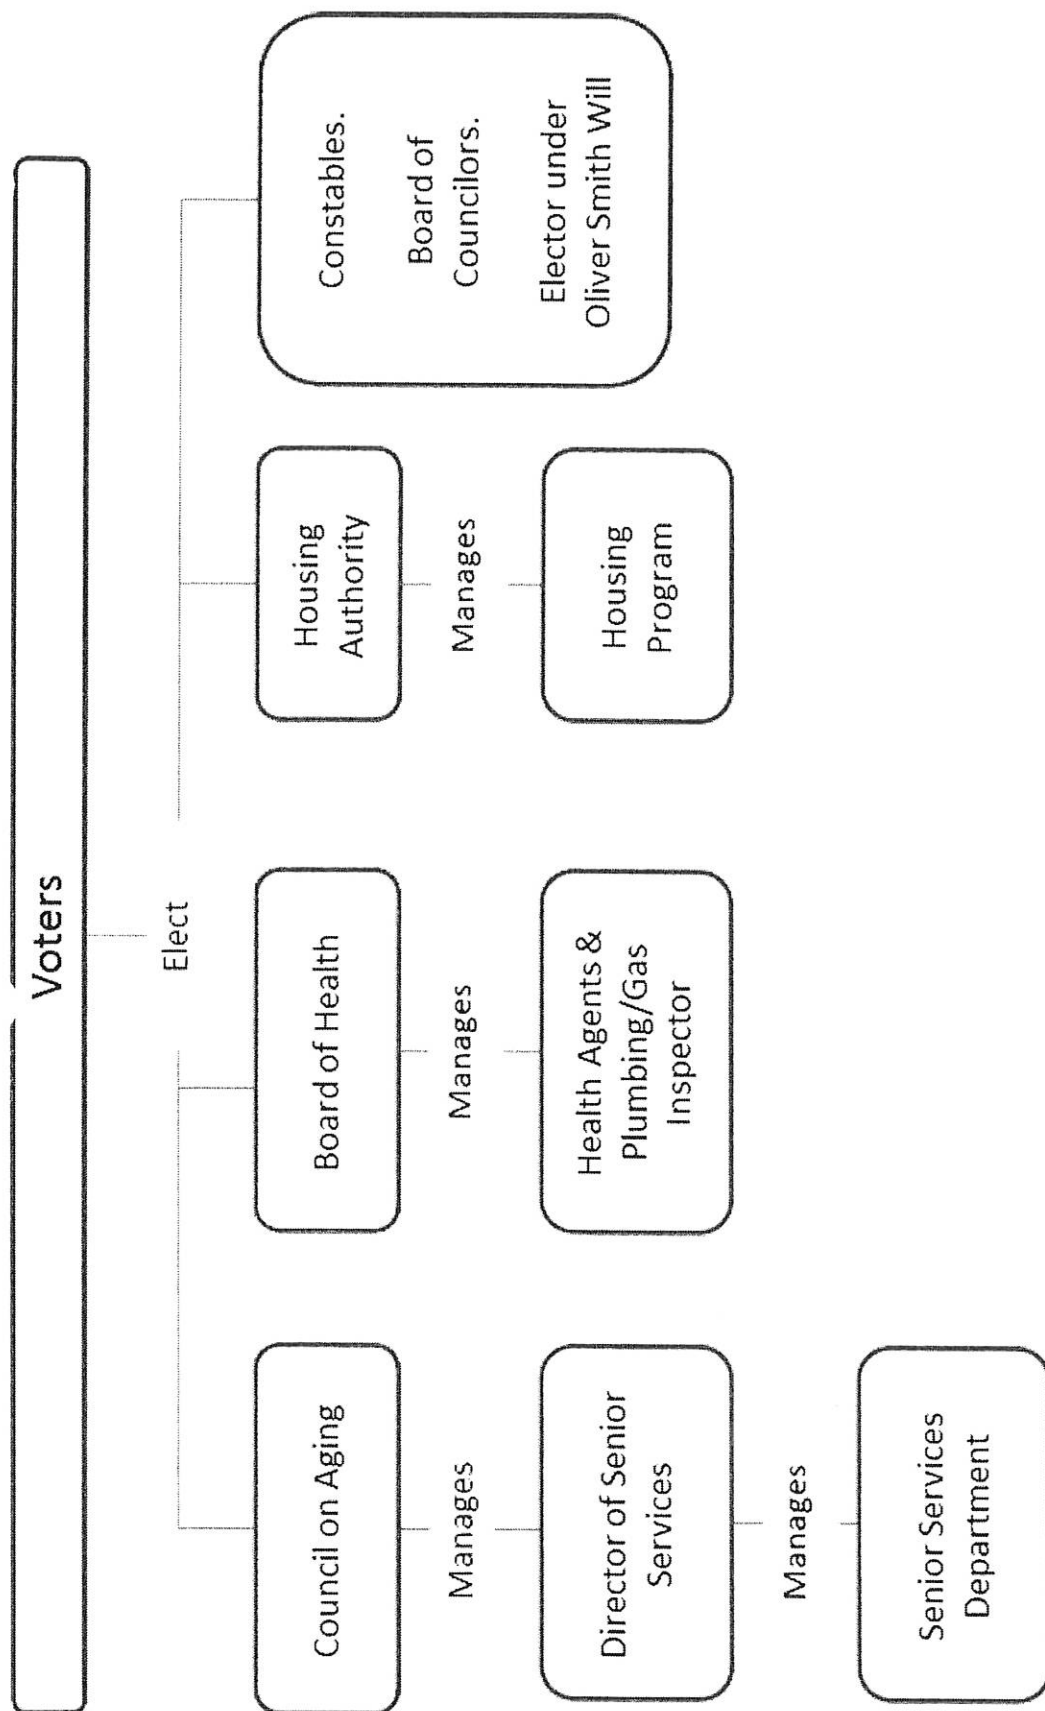 Voters
Elect
Council on Aging
Manages
Director of Senior
Services
Manages
Senior Services
Department
Board of Health
Manages
Health Agents &
Plumbing/Gas
Inspector
Housing
Authority
Manages
Housing
Program
Constables.
Board of
Councilors.
Elector under
Oliver Smith Will